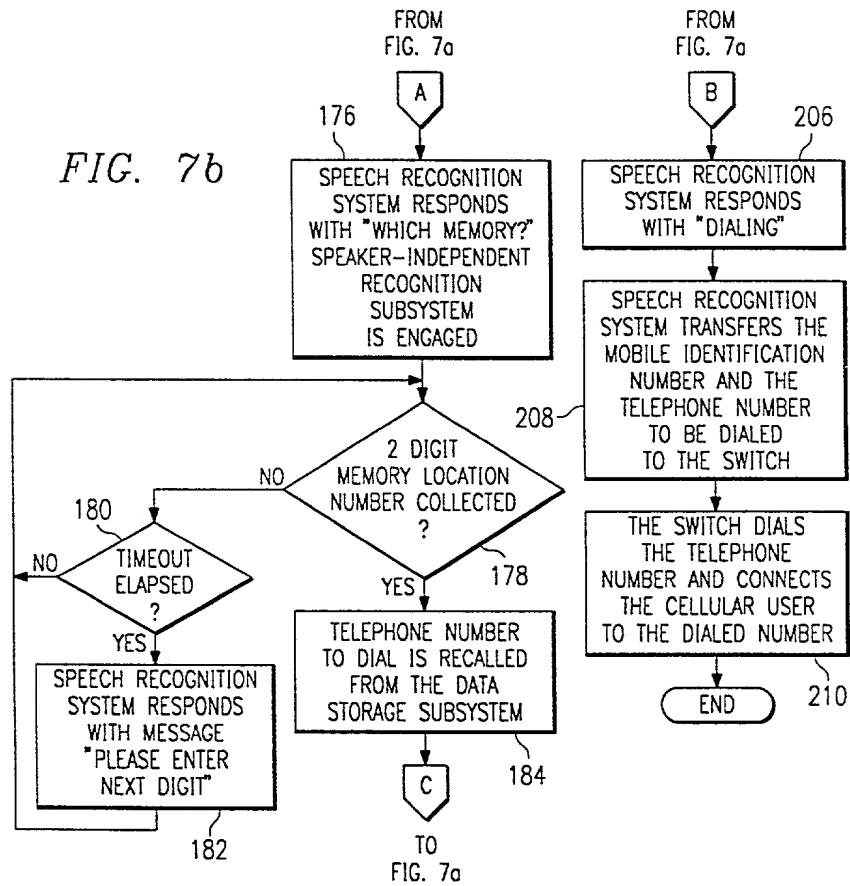 FIG. 7b
FROM
FIG. 7a
A
176
SPEECH RECOGNITION
SYSTEM RESPONDS
WITH "WHICH MEMORY?"
SPEAKER-INDEPENDENT
RECOGNITION
SUBSYSTEM
IS ENGAGED
2 DIGIT
MEMORY LOCATION
NUMBER COLLECTED
?
178
NO
180
TIMEOUT
ELAPSED
?
NO
YES
SPEECH RECOGNITION
SYSTEM RESPONDS
WITH MESSAGE
"PLEASE ENTER
NEXT DIGIT"
182
YES
TELEPHONE NUMBER
TO DIAL IS RECALLED
FROM THE DATA
STORAGE SUBSYSTEM
184
C
TO
FIG. 7a
FROM
FIG. 7a
B
206
SPEECH RECOGNITION
SYSTEM RESPONDS
WITH "DIALING"
SPEECH RECOGNITION
SYSTEM TRANSFERS THE
MOBILE IDENTIFICATION
NUMBER AND THE
TELEPHONE NUMBER
TO BE DIALED
TO THE SWITCH
208
THE SWITCH DIALS
THE TELEPHONE
NUMBER AND CONNECTS
THE CELLULAR USER
TO THE DIALED NUMBER
210
END